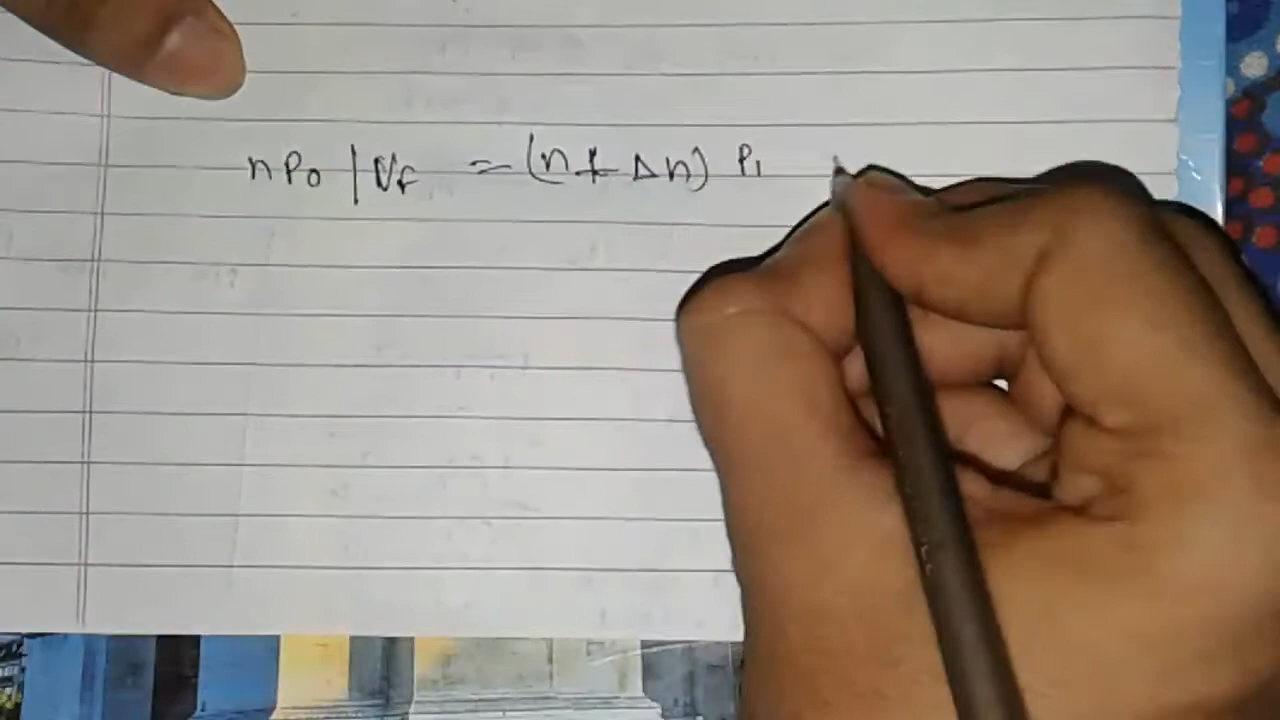 nP₀ | Vf = (n + Δn) P₁